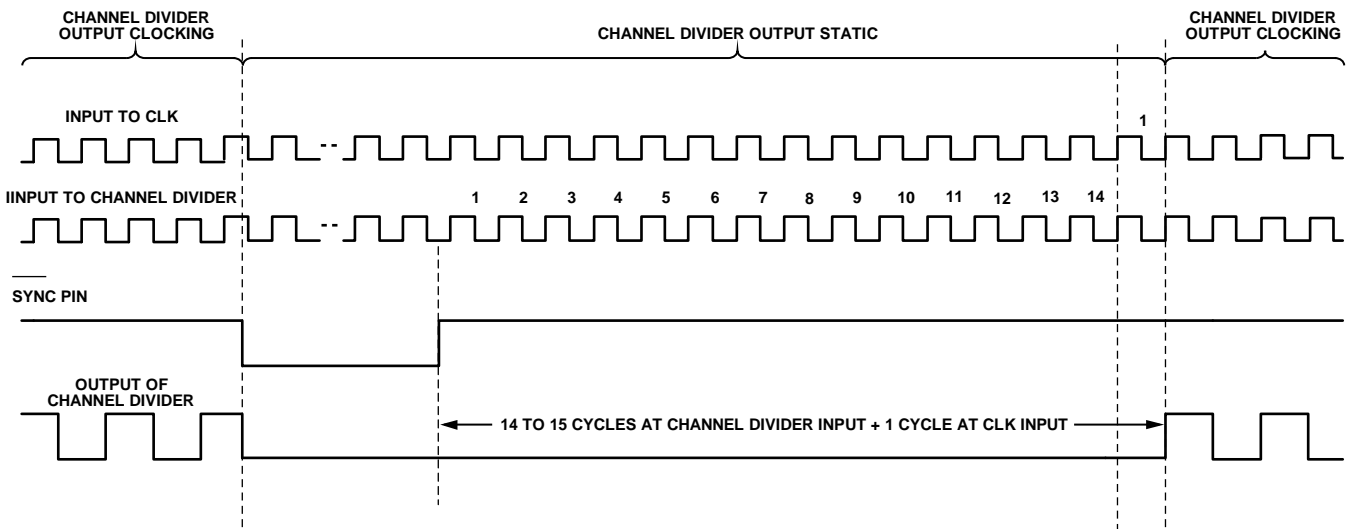 CHANNEL DIVIDER
OUTPUT CLOCKING
CHANNEL DIVIDER OUTPUT STATIC
CHANNEL DIVIDER
OUTPUT CLOCKING
INPUT TO CLK
1
IINPUT TO CHANNEL DIVIDER
1 2 3 4 5 6 7 8 9 10 11 12 13 14
SYNC PIN
OUTPUT OF
CHANNEL DIVIDER
14 TO 15 CYCLES AT CHANNEL DIVIDER INPUT + 1 CYCLE AT CLK INPUT